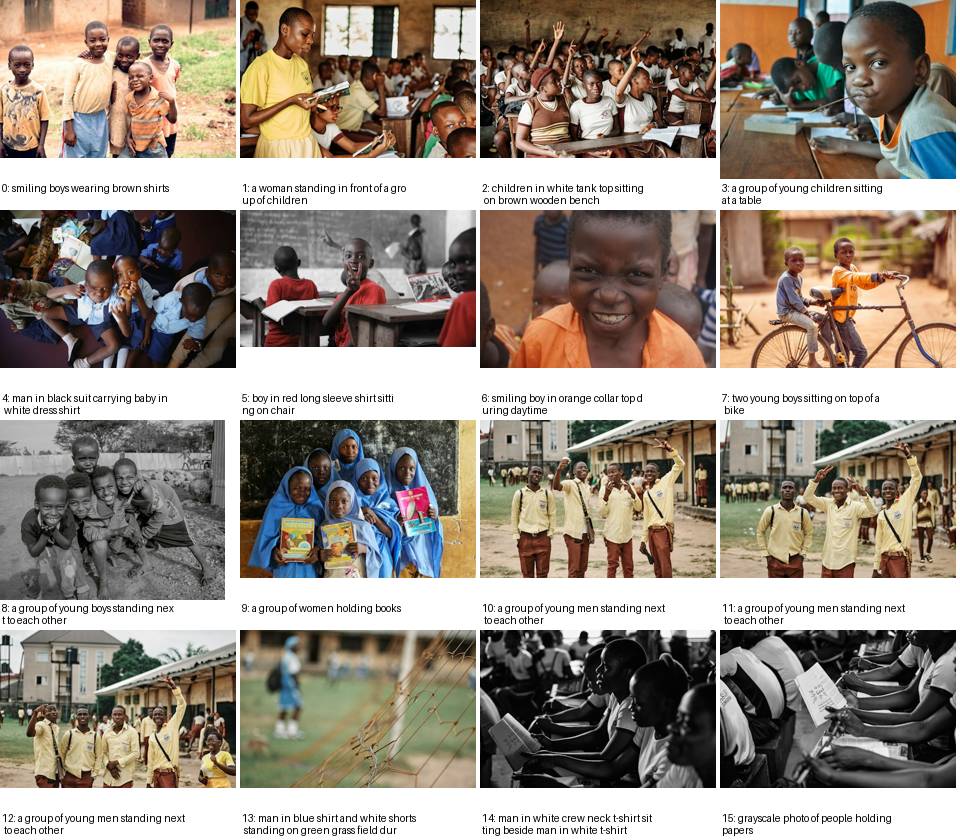 0: smiling boys wearing brown shirts
1: a woman standing in front of a gro
up of children
2: children in white tank top sitting
on brown wooden bench
3: a group of young children sitting
at a table
4: man in black suit carrying baby in
white dress shirt
5: boy in red long sleeve shirt sitti
ng on chair
6: smiling boy in orange collar top d
uring daytime
7: two young boys sitting on top of a
bike
8: a group of young boys standing nex
t to each other
9: a group of women holding books
10: a group of young men standing next
to each other
11: a group of young men standing next
to each other
12: a group of young men standing next
to each other
13: man in blue shirt and white shorts
standing on green grass field dur
14: man in white crew neck t-shirt sit
ting beside man in white t-shirt
15: grayscale photo of people holding
papers